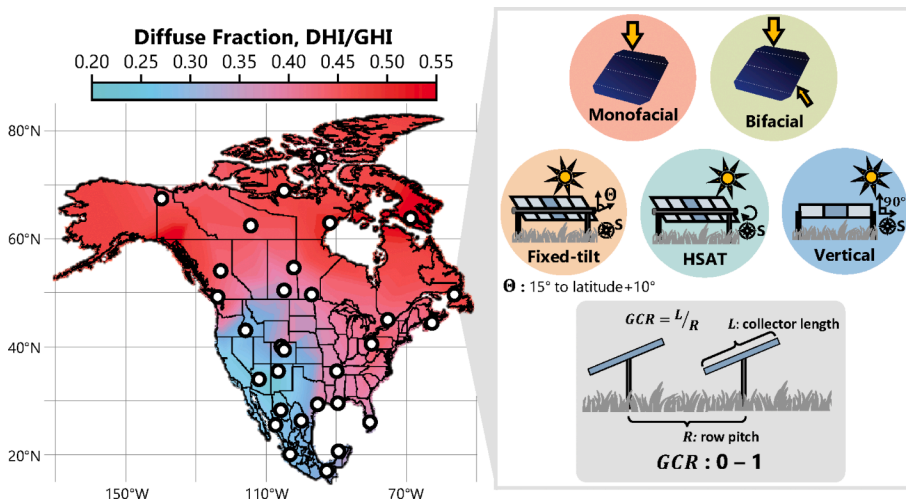 Diffuse Fraction, DHI/GHI
0.20 0.25 0.30 0.35 0.40 0.45 0.50 0.55
80°N
60°N
40°N
20°N
150°W 110°W 70°W
Monofacial
Bifacial
Θ
S
Fixed-tilt
S
HSAT
90°
S
Vertical
Θ : 15° to latitude+10°
GCR = L/R
L: collector length
R: row pitch
GCR : 0 – 1